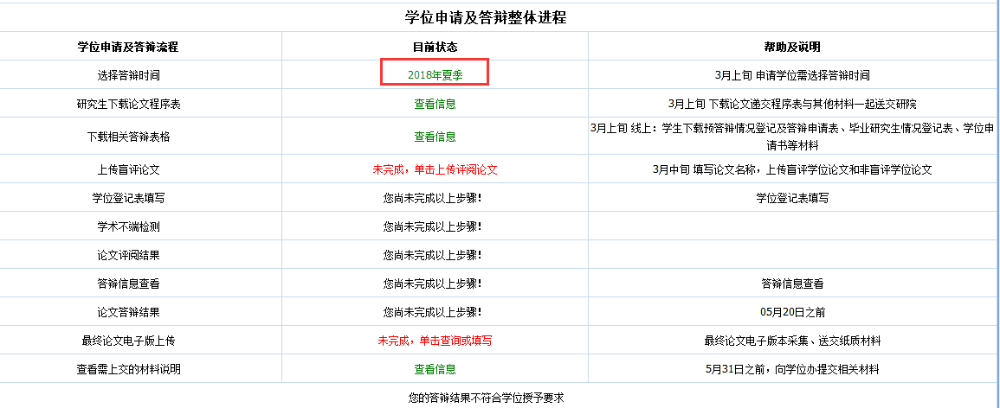 学位申请及答辩整体进程
学位申请及答辩流程 目前状态 帮助及说明
选择答辩时间 2018年夏季 3月上旬 申请学位需选择答辩时间
研究生下载论文程序表 查看信息 3月上旬 下载论文递交程序表与其他材料一起送交研院
下载相关答辩表格 查看信息 3月上旬 线上：学生下载预答辩情况登记及答辩申请表、毕业研究生情况登记表、学位申
请书等材料
上传盲评论文 未完成，单击上传评阅论文 3月中旬 填写论文名称，上传盲评学位论文和非盲评学位论文
学位登记表填写 您尚未完成以上步骤! 学位登记表填写
学术不端检测 您尚未完成以上步骤!
论文评阅结果 您尚未完成以上步骤!
答辩信息查看 您尚未完成以上步骤! 答辩信息查看
论文答辩结果 您尚未完成以上步骤! 05月20日之前
最终论文电子版上传 未完成，单击查询或填写 最终论文电子版本采集、送交纸质材料
查看需上交的材料说明 查看信息 5月31日之前，向学位办提交相关材料
您的答辩结果不符合学位授予要求